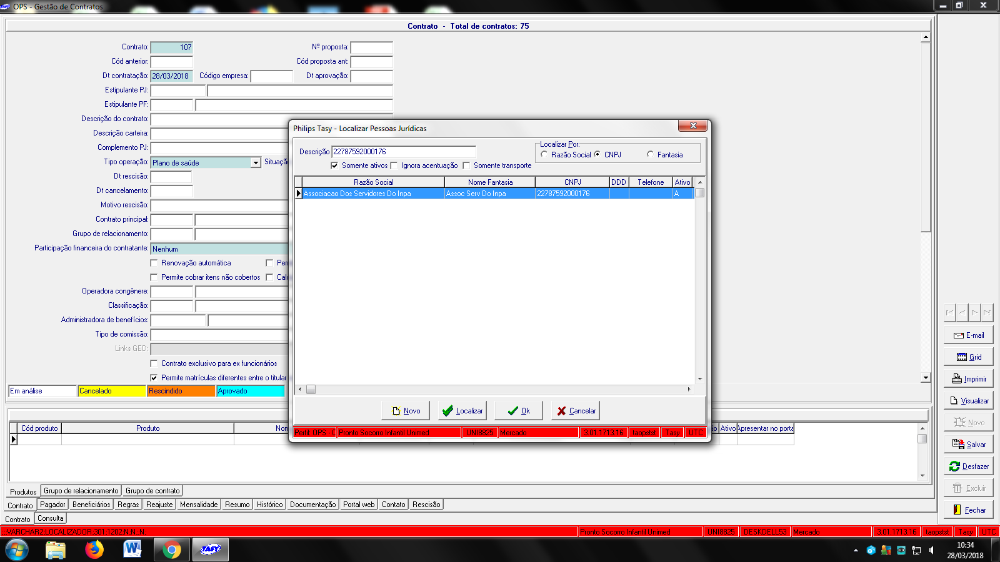 OPS - Gestão de Contratos
Contrato - Total de contratos: 75
Contrato: 107 Nº proposta:
Cód anterior: Cód proposta ant:
Dt contratação: 28/03/2018 Código empresa: Dt aprovação:
Estipulante PJ:
Estipulante PF:
Descrição do contrato:
Descrição carteira:
Complemento PJ:
Tipo operação: Plano de saúde Situação
Dt rescisão:
Dt cancelamento:
Motivo rescisão:
Contrato principal:
Grupo de relacionamento:
Participação financeira do contratante: Nenhum
Renovação automática
Permite cobrar itens não cobertos
Operadora congênere:
Classificação:
Administradora de benefícios:
Tipo de comissão:
Links GED:
Contrato exclusivo para ex funcionários
Permite matrículas diferentes entre o titular
Em análise Cancelado Rescindido Aprovado
Philips Tasy - Localizar Pessoas Jurídicas
Descrição 22787592000176
Localizar Por:
Razão Social CNPJ Fantasia
Somente ativos Ignora acentuação Somente transporte
Razão Social Nome Fantasia CNPJ DDD Telefone Ativo
Associacao Dos Servidores Do Inpa Assoc Serv Do Inpa 22787592000176 A
Novo Localizar Ok Cancelar
Perfil: OPS - Pronto Socorro Infantil Unimed UNI8825 Mercado 3.01.1713.16 taopstst Tasy UTC
Cód produto Produto Ativo Apresentar no porta
Produtos Grupo de relacionamento Grupo de contrato
Contrato Pagador Beneficiários Regras Reajuste Mensalidade Resumo Histórico Documentação Portal web Contato Rescisão
Contrato Consulta
E-mail
Grid
Imprimir
Visualizar
Novo
Salvar
Desfazer
Excluir
Fechar
;;VARCHAR2;LOCALIZADOR;301;1202;N;N;;N; Pronto Socorro Infantil Unimed UNI8825 DESKDELL53 Mercado 3.01.1713.16 taopstst Tasy UTC
TASY
10:34
28/03/2018